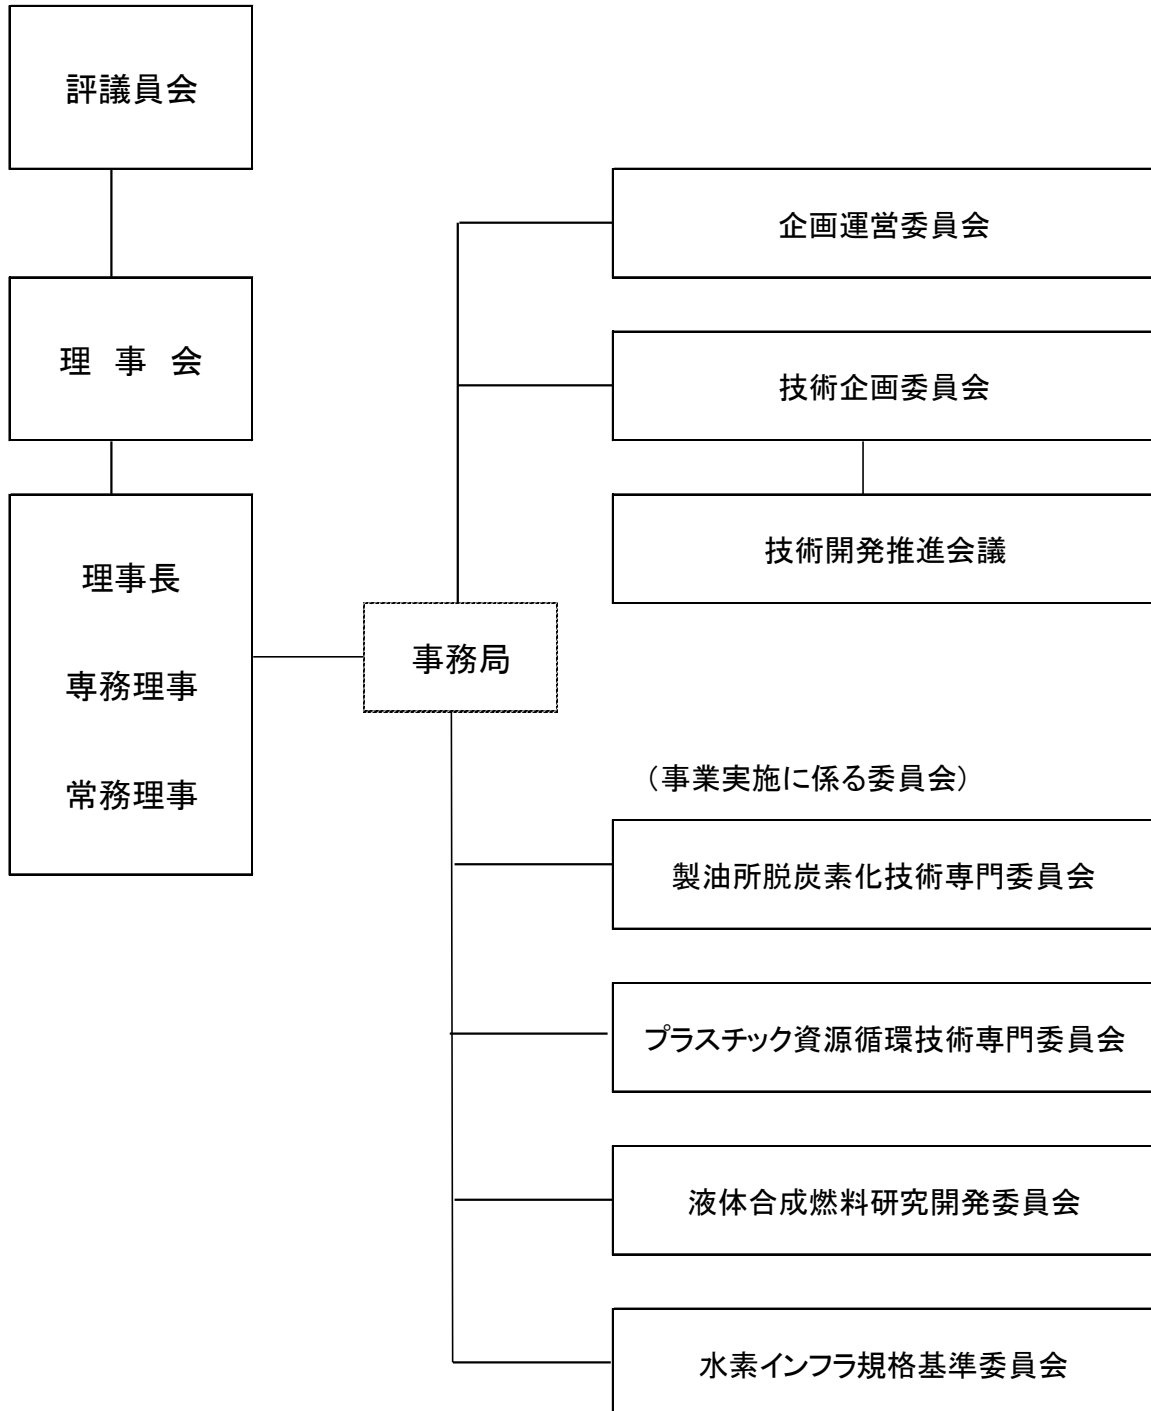 評議員会
理 事 会
理事長
専務理事
常務理事
事務局
企画運営委員会
技術企画委員会
技術開発推進会議
（事業実施に係る委員会）
製油所脱炭素化技術専門委員会
プラスチック資源循環技術専門委員会
液体合成燃料研究開発委員会
水素インフラ規格基準委員会